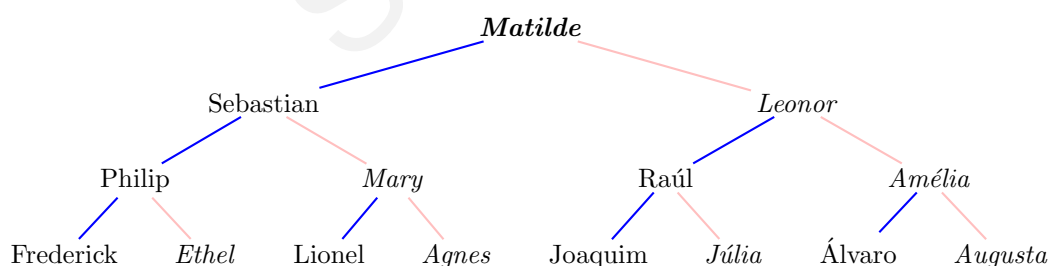 Matilde
Sebastian Leonor
Philip Mary Raúl Amélia
Frederick Ethel Lionel Agnes Joaquim Júlia Álvaro Augusta